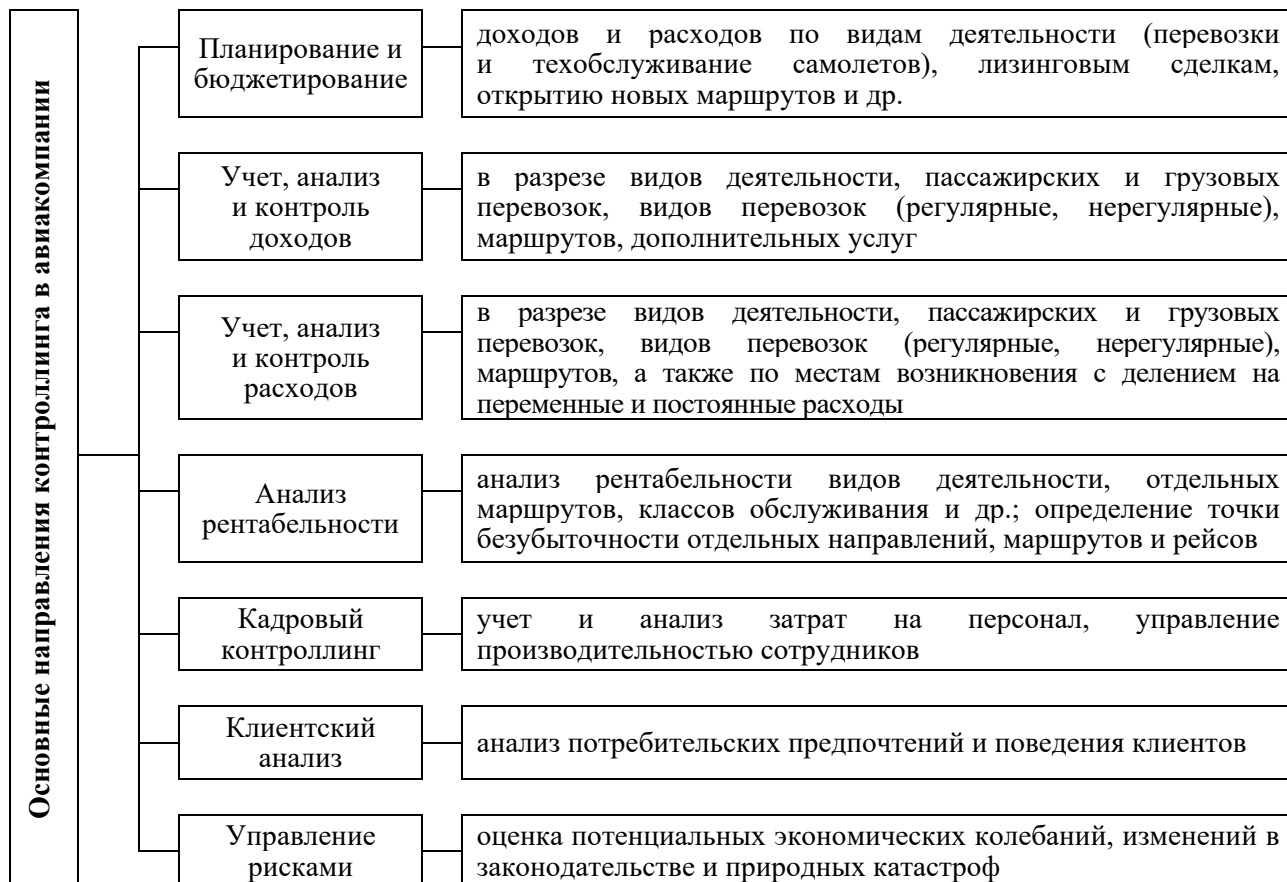 Основные направления контроллинга в авиакомпании
Планирование и
бюджетирование
доходов и расходов по видам деятельности (перевозки
и техобслуживание самолетов), лизинговым сделкам,
открытию новых маршрутов и др.
Учет, анализ
и контроль
доходов
в разрезе видов деятельности, пассажирских и грузовых
перевозок, видов перевозок (регулярные, нерегулярные),
маршрутов, дополнительных услуг
Учет, анализ
и контроль
расходов
в разрезе видов деятельности, пассажирских и грузовых
перевозок, видов перевозок (регулярные, нерегулярные),
маршрутов, а также по местам возникновения с делением на
переменные и постоянные расходы
Анализ
рентабельности
анализ рентабельности видов деятельности, отдельных
маршрутов, классов обслуживания и др.; определение точки
безубыточности отдельных направлений, маршрутов и рейсов
Кадровый
контроллинг
учет и анализ затрат на персонал, управление
производительностью сотрудников
Клиентский
анализ
анализ потребительских предпочтений и поведения клиентов
Управление
рисками
оценка потенциальных экономических колебаний, изменений в
законодательстве и природных катастроф